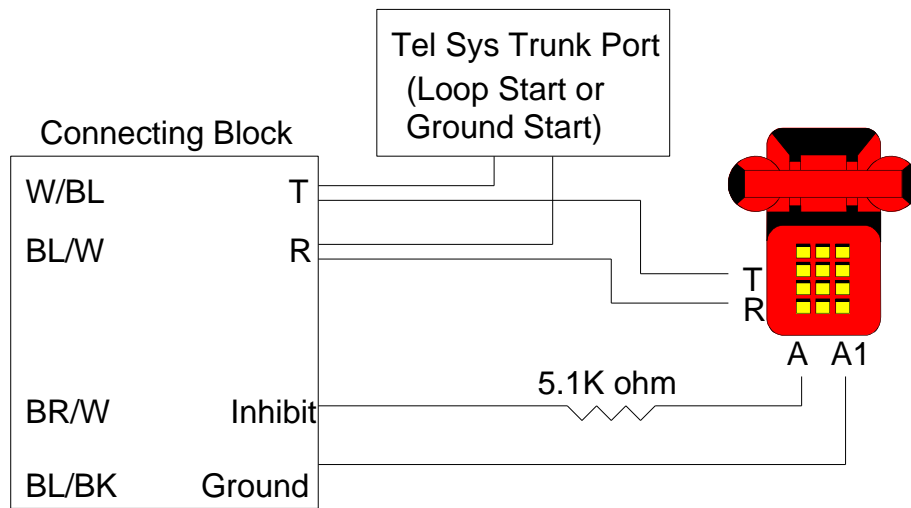 Tel Sys Trunk Port
(Loop Start or
Ground Start)
Connecting Block
W/BL T
BL/W R
T
R
A A1
5.1K ohm
BR/W Inhibit
BL/BK Ground